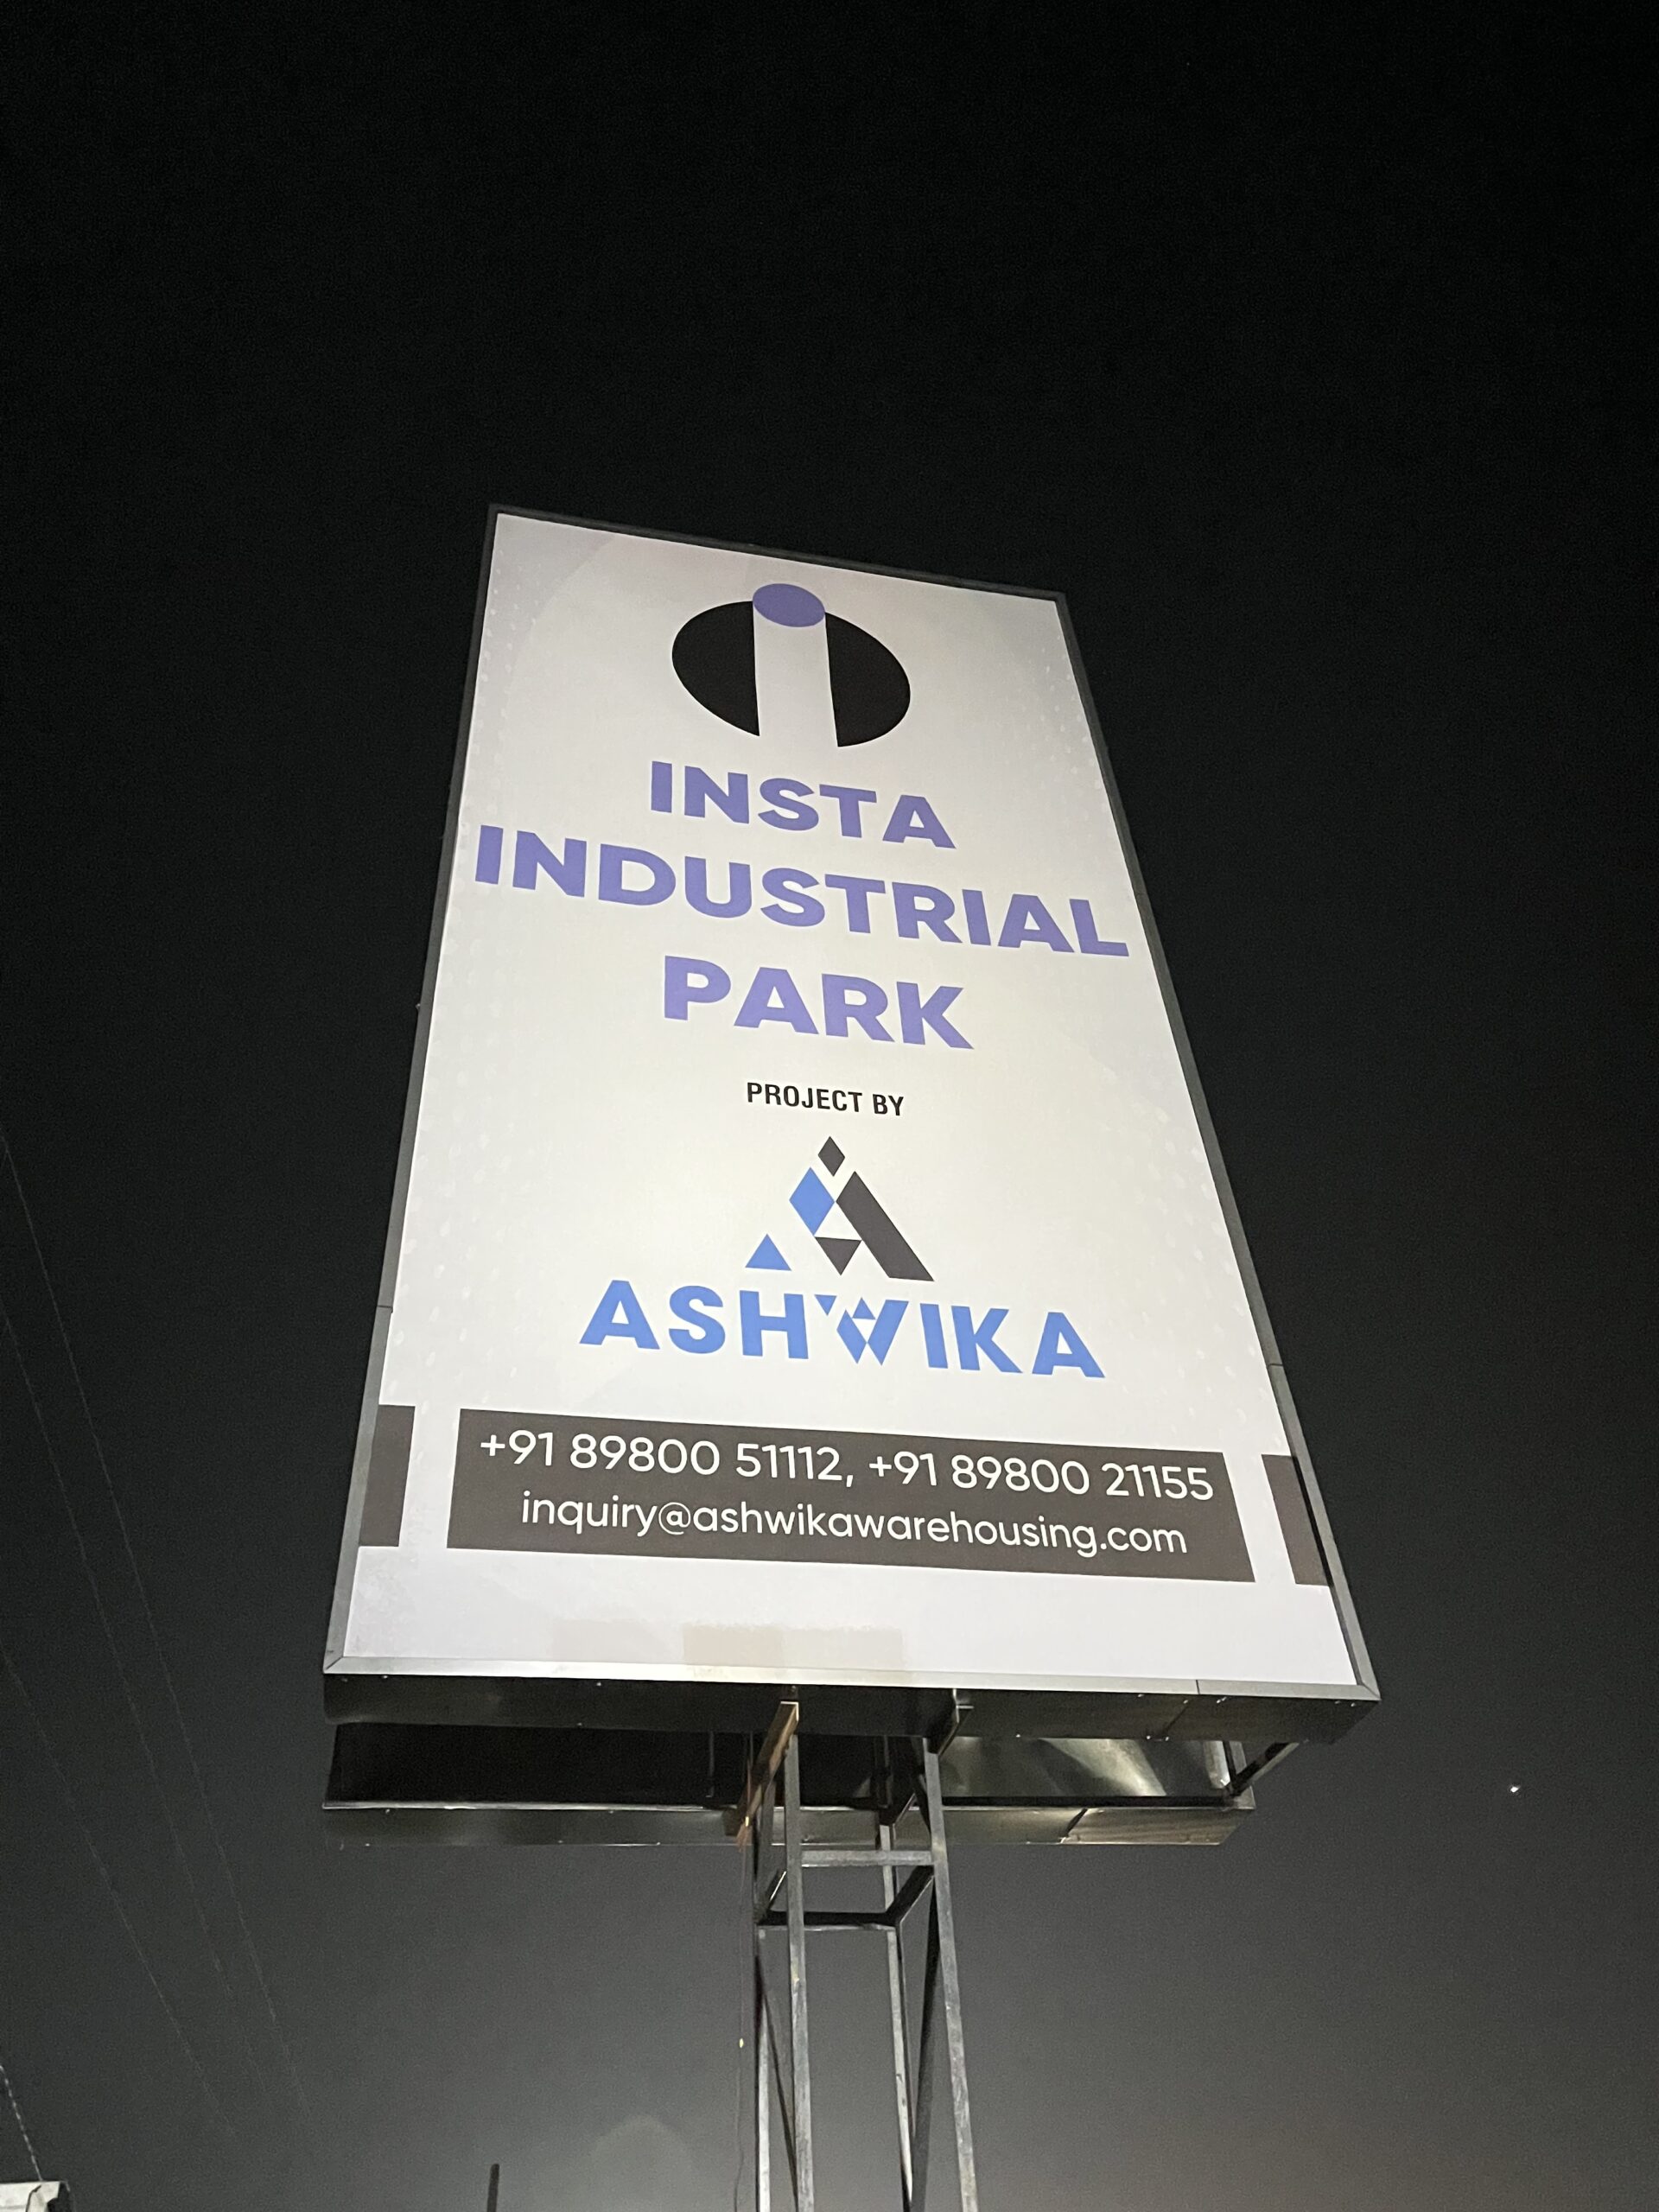 INSTA
INDUSTRIAL
PARK
PROJECT BY
ASHWIKA
+91 89800 51112, +91 89800 21155
inquiry@ashwikawarehousing.com